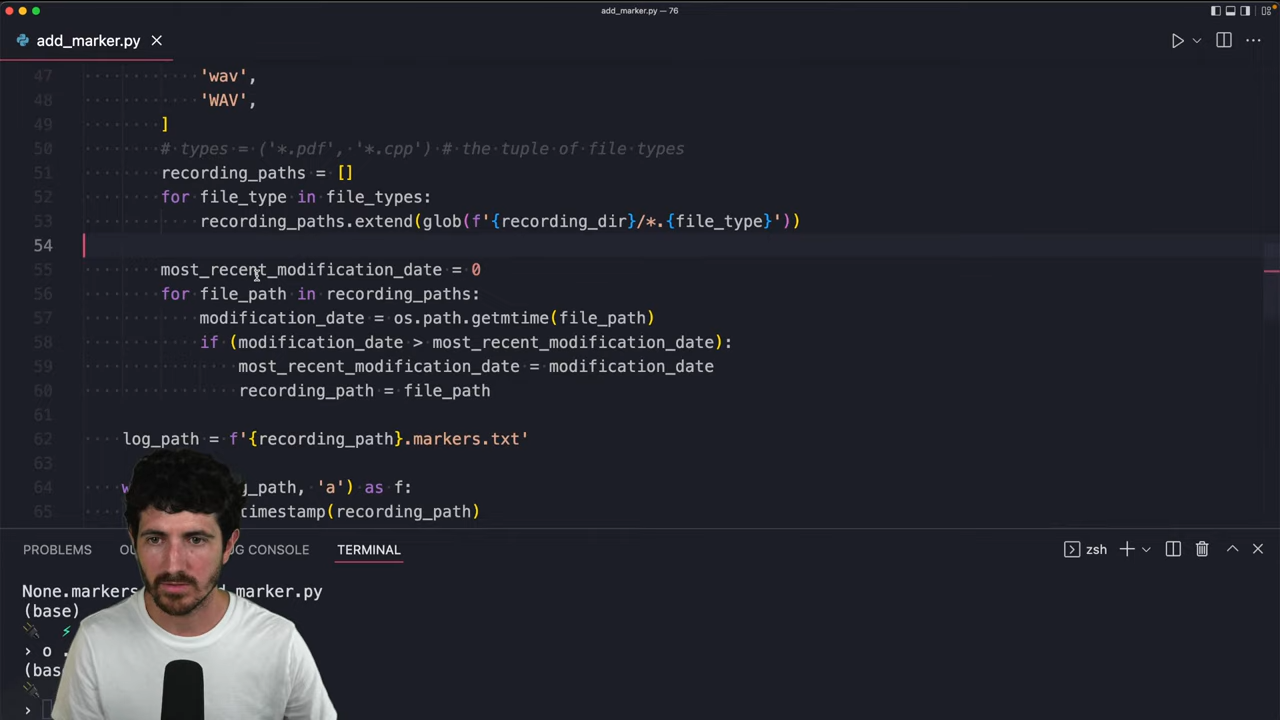 add_marker.py — 76
add_marker.py
47 'wav',
48 'WAV',
49 ]
50 # types = ('*.pdf', '*.cpp') # the tuple of file types
51 recording_paths = []
52 for file_type in file_types:
53 recording_paths.extend(glob(f'{recording_dir}/*.{file_type}'))
54
55 most_recent_modification_date = 0
56 for file_path in recording_paths:
57 modification_date = os.path.getmtime(file_path)
58 if (modification_date > most_recent_modification_date):
59 most_recent_modification_date = modification_date
60 recording_path = file_path
61
62 log_path = f'{recording_path}.markers.txt'
63
64 g_path, 'a') as f:
65 timestamp(recording_path)
PROBLEMS OU G CONSOLE TERMINAL zsh
None.markers d_marker.py
(base)
› o .
(bas
›